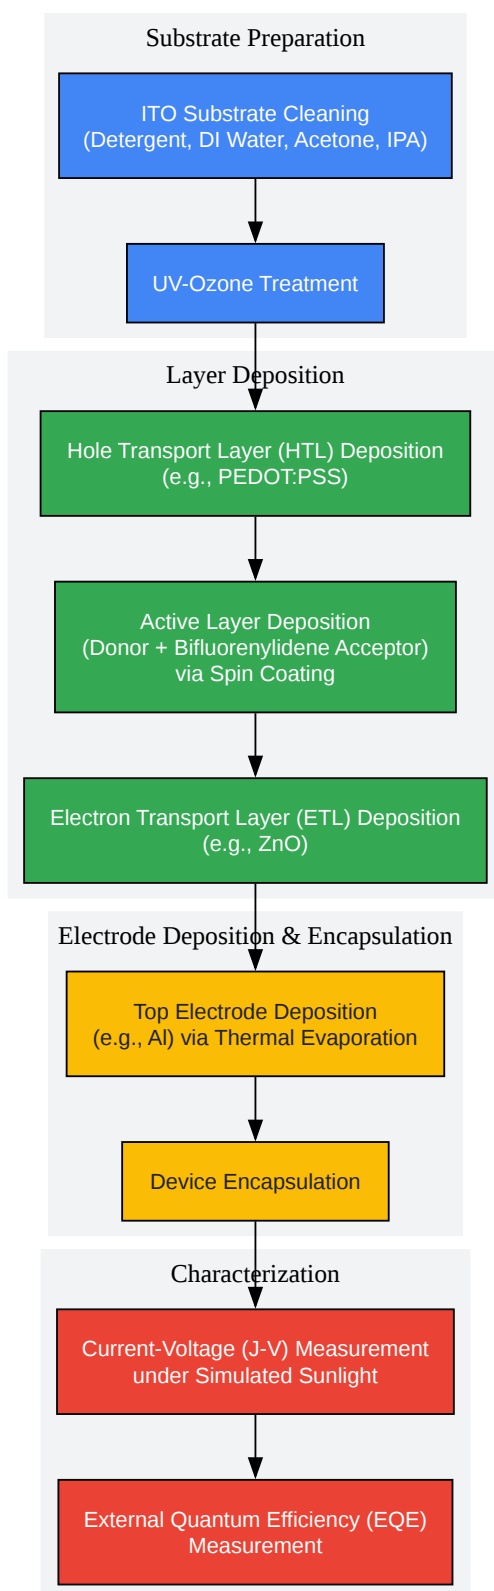 Substrate Preparation
ITO Substrate Cleaning
(Detergent, DI Water, Acetone, IPA)
UV-Ozone Treatment
Layer Deposition
Hole Transport Layer (HTL) Deposition
(e.g., PEDOT:PSS)
Active Layer Deposition
(Donor + Bifluorenylidene Acceptor)
via Spin Coating
Electron Transport Layer (ETL) Deposition
(e.g., ZnO)
Electrode Deposition & Encapsulation
Top Electrode Deposition
(e.g., Al) via Thermal Evaporation
Device Encapsulation
Characterization
Current-Voltage (J-V) Measurement
under Simulated Sunlight
External Quantum Efficiency (EQE)
Measurement